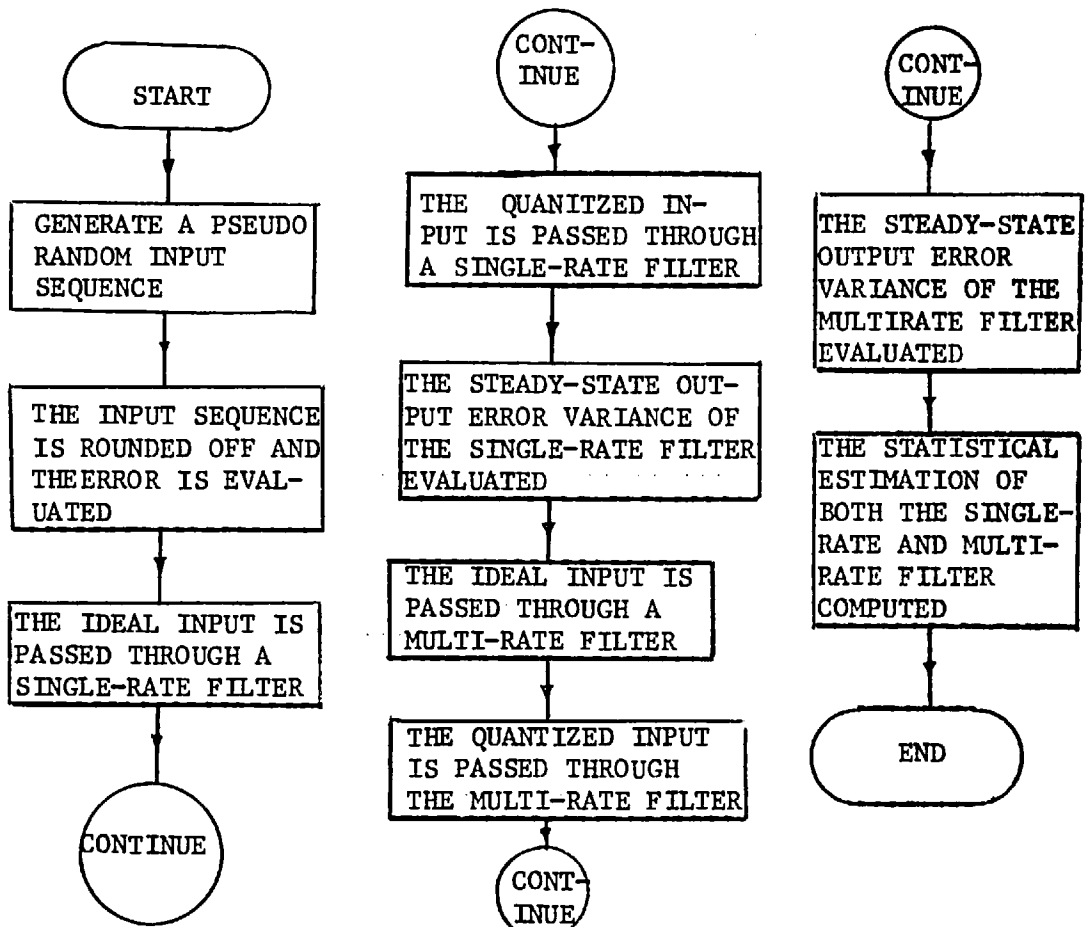 START
GENERATE A PSEUDO
RANDOM INPUT
SEQUENCE
THE INPUT SEQUENCE
IS ROUNDED OFF AND
THEERROR IS EVAL-
UATED
THE IDEAL INPUT IS
PASSED THROUGH A
SINGLE-RATE FILTER
CONTINUE
CONT-
INUE
THE QUANITZED IN-
PUT IS PASSED THROUGH
A SINGLE-RATE FILTER
THE STEADY-STATE OUT-
PUT ERROR VARIANCE OF
THE SINGLE-RATE FILTER
EVALUATED
THE IDEAL INPUT IS
PASSED THROUGH A
MULTI-RATE FILTER
THE QUANTIZED INPUT
IS PASSED THROUGH
THE MULTI-RATE FILTER
CONT-
INUE
CONT-
INUE
THE STEADY-STATE
OUTPUT ERROR
VARIANCE OF THE
MULTIRATE FILTER
EVALUATED
THE STATISTICAL
ESTIMATION OF
BOTH THE SINGLE-
RATE AND MULTI-
RATE FILTER
COMPUTED
END